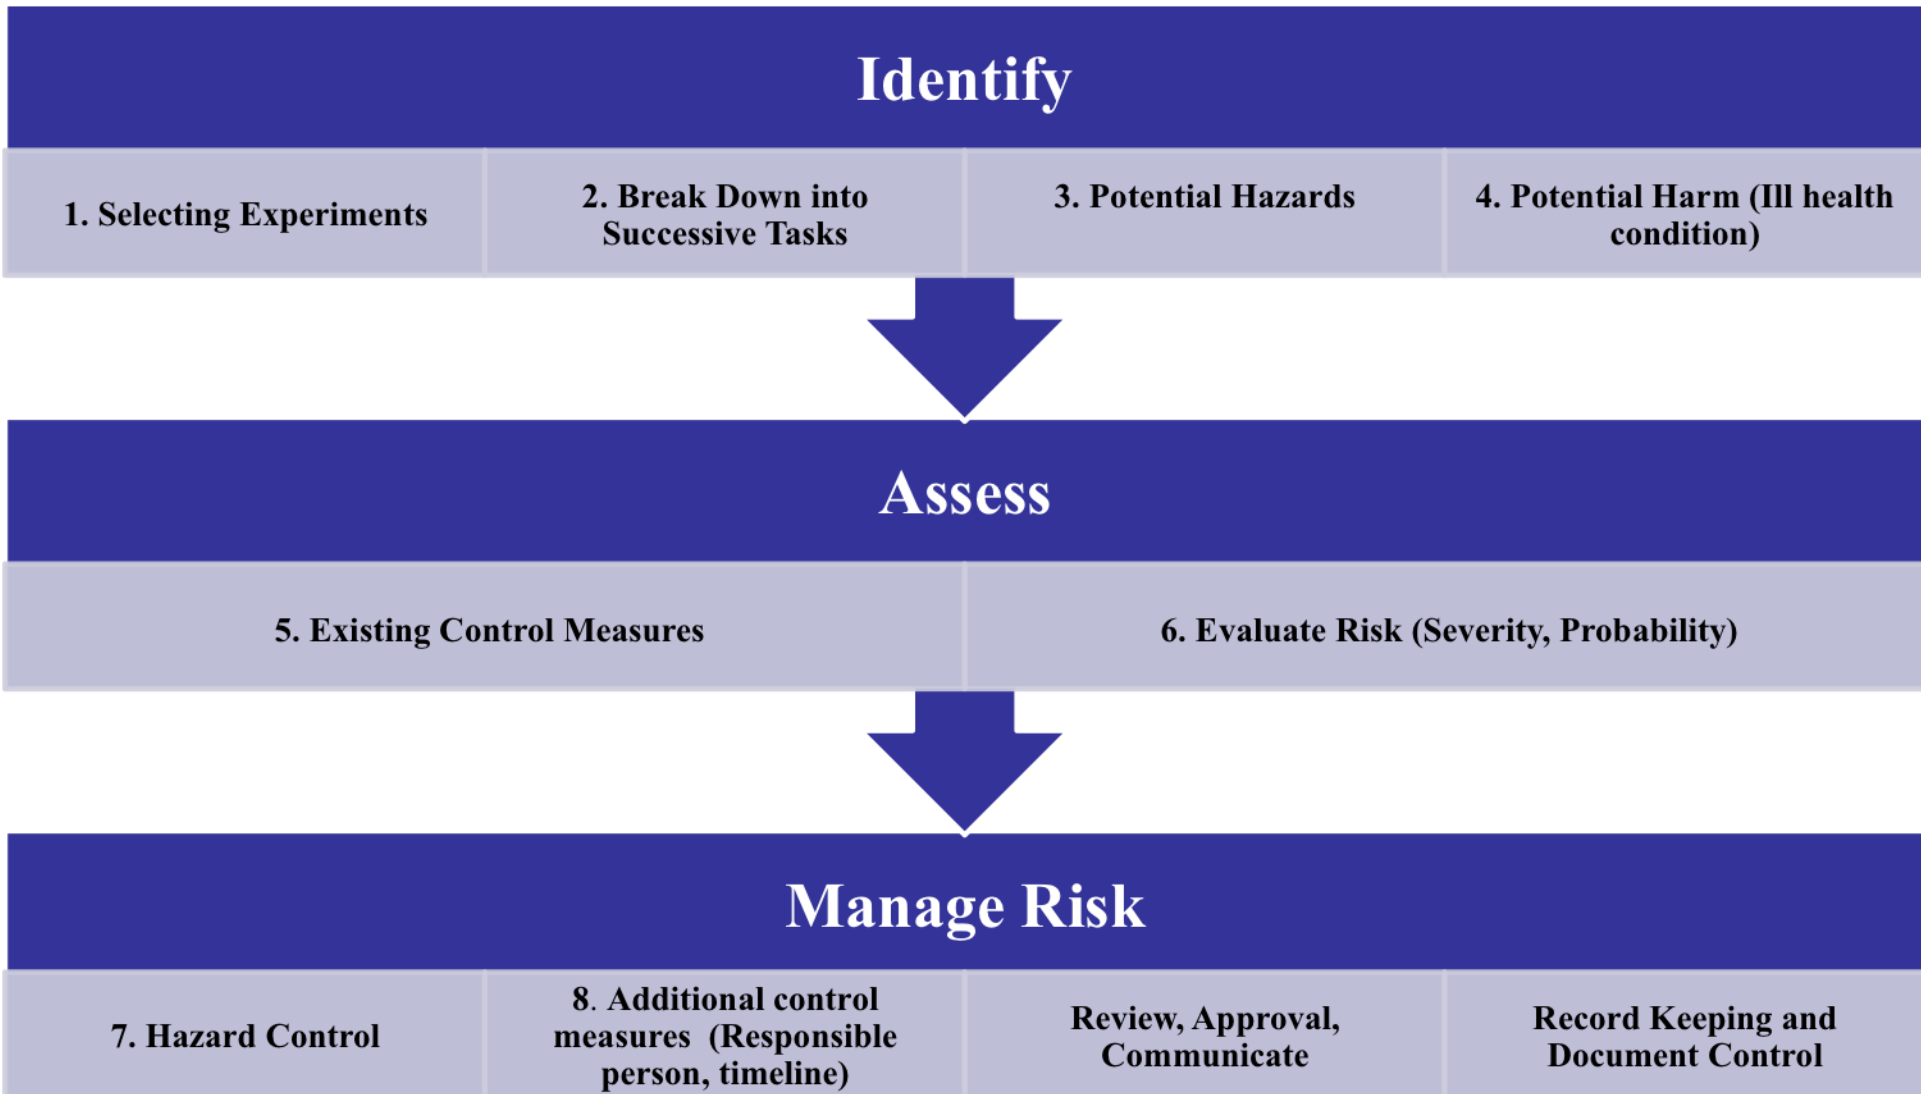 Identify
1. Selecting Experiments
2. Break Down into
Successive Tasks
3. Potential Hazards
4. Potential Harm (Ill health
condition)
Assess
5. Existing Control Measures
6. Evaluate Risk (Severity, Probability)
Manage Risk
7. Hazard Control
8. Additional control
measures (Responsible
person, timeline)
Review, Approval,
Communicate
Record Keeping and
Document Control